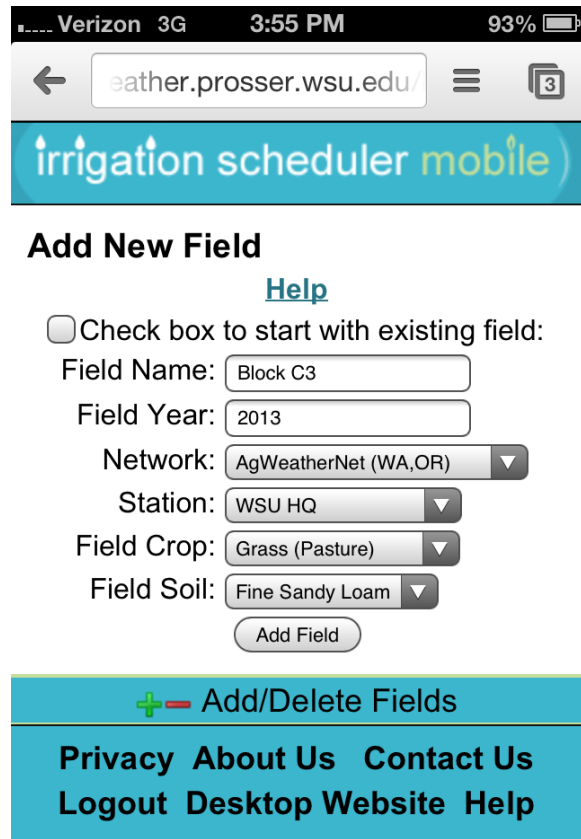 Verizon 3G 3:55 PM 93%
eather.prosser.wsu.edu/ 3
irrigation scheduler mobile
Add New Field
Help
Check box to start with existing field:
Field Name: Block C3
Field Year: 2013
Network: AgWeatherNet (WA,OR)
Station: WSU HQ
Field Crop: Grass (Pasture)
Field Soil: Fine Sandy Loam
Add Field
Add/Delete Fields
Privacy About Us Contact Us
Logout Desktop Website Help